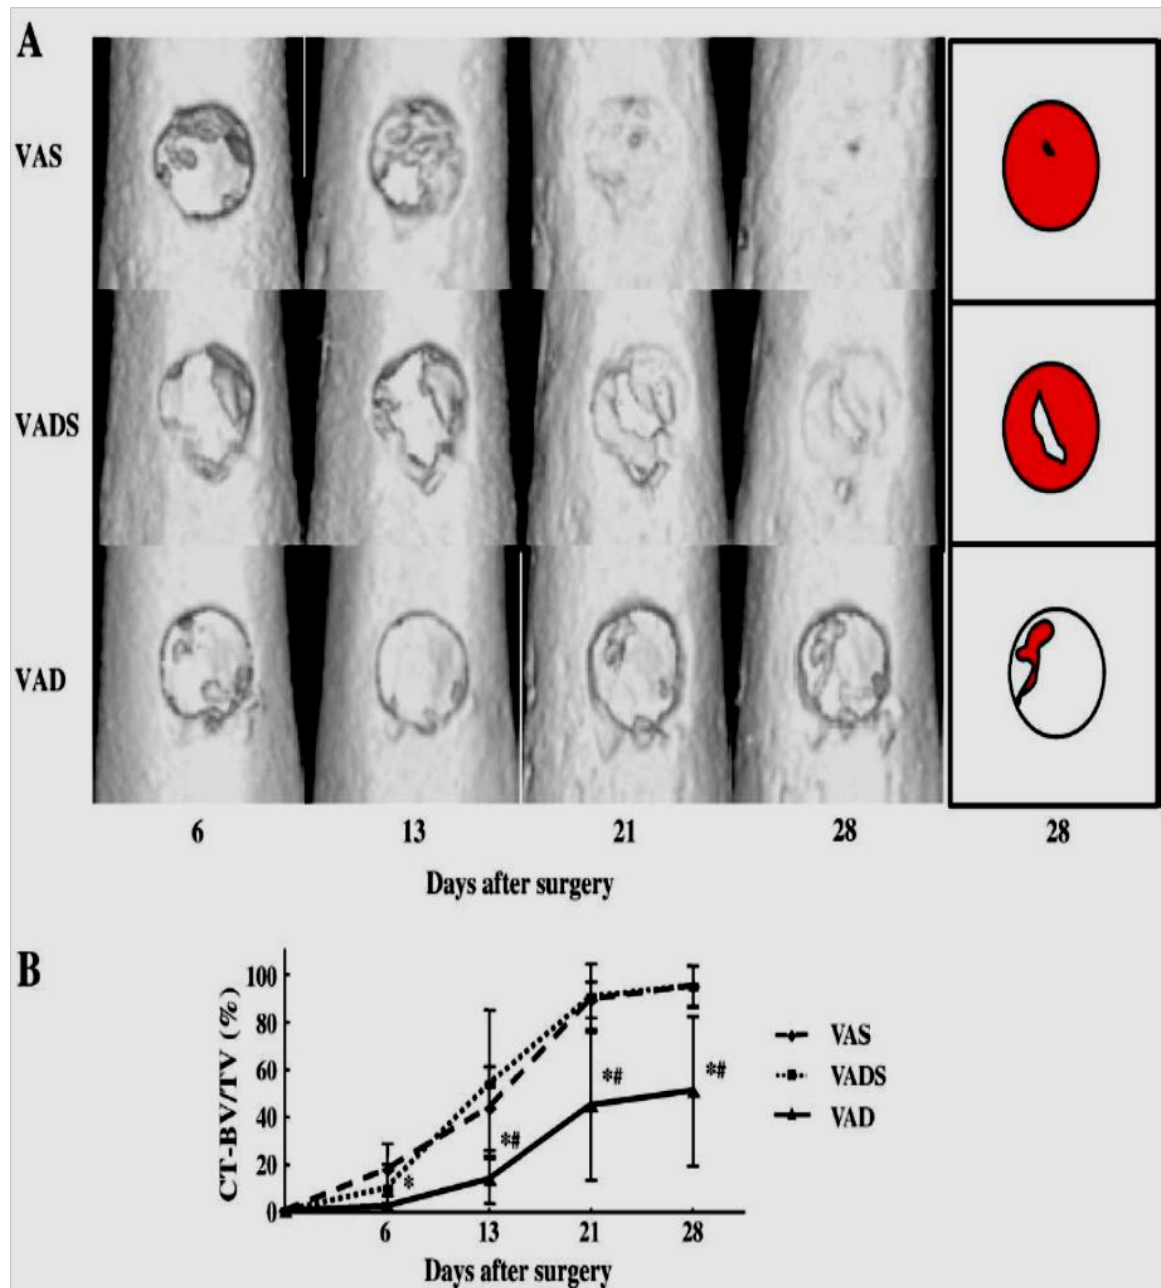 A
VAS
VADS
VAD
6 13 21 28 28
Days after surgery
B
CT-BV/TV (%)
100
80
60
40
20
0
*
*#
*#
*#
6 13 21 28
Days after surgery
VAS
VADS
VAD